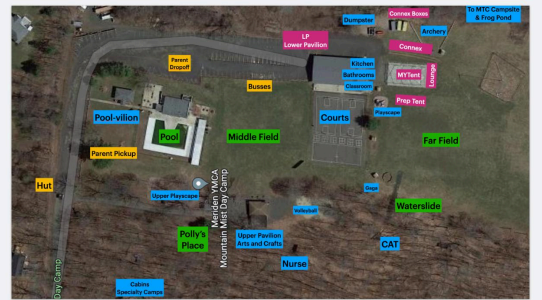 To MTC Campsite
& Frog Pond
Connex Boxes
Dumpster
Archery
LP
Lower Pavilion
Connex
Parent
Dropoff
Kitchen
Bathrooms
MYTent
Lounge
Busses
Classroom
Prep Tent
Pool-vilion
Courts
Playscape
Pool
Middle Field
Far Field
Parent Pickup
Hut
Gaga
Upper Playscape
Meriden YMCA
Mountain Mist Day Camp
Waterslide
Volleyball
Polly's
Place
Upper Pavilion
Arts and Crafts
CAT
Nurse
Day Camp
Cabins
Specialty Camps